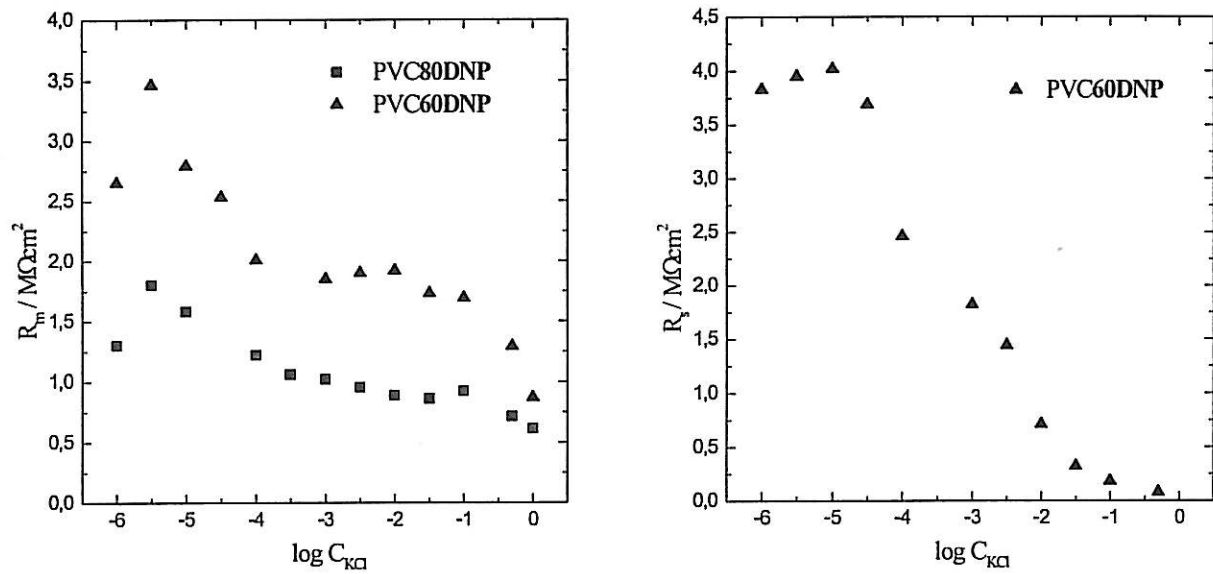 4,0
3,5
3,0
2,5
2,0
1,5
1,0
0,5
0,0
R_m / MΩcm²
PVC80DNP
PVC60DNP
-6 -5 -4 -3 -2 -1 0
log C_KCl
4,5
4,0
3,5
3,0
2,5
2,0
1,5
1,0
0,5
0,0
R_s / MΩcm²
PVC60DNP
-6 -5 -4 -3 -2 -1 0
log C_KCl